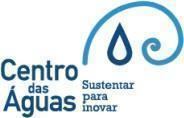 Centro
das
Águas
Sustentar
para
inovar